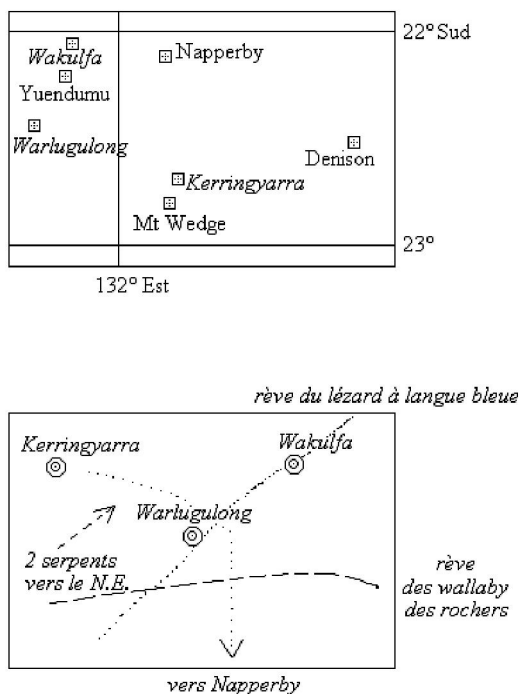 22° Sud
Wakulfa
Napperby
Yuendumu
Warlugulong
Denison
Kerringyarra
Mt Wedge
23°
132° Est
rêve du lézard à langue bleue
Kerringyarra
Wakulfa
Warlugulong
2 serpents
vers le N.E.
rêve
des wallaby
des rochers
vers Napperby